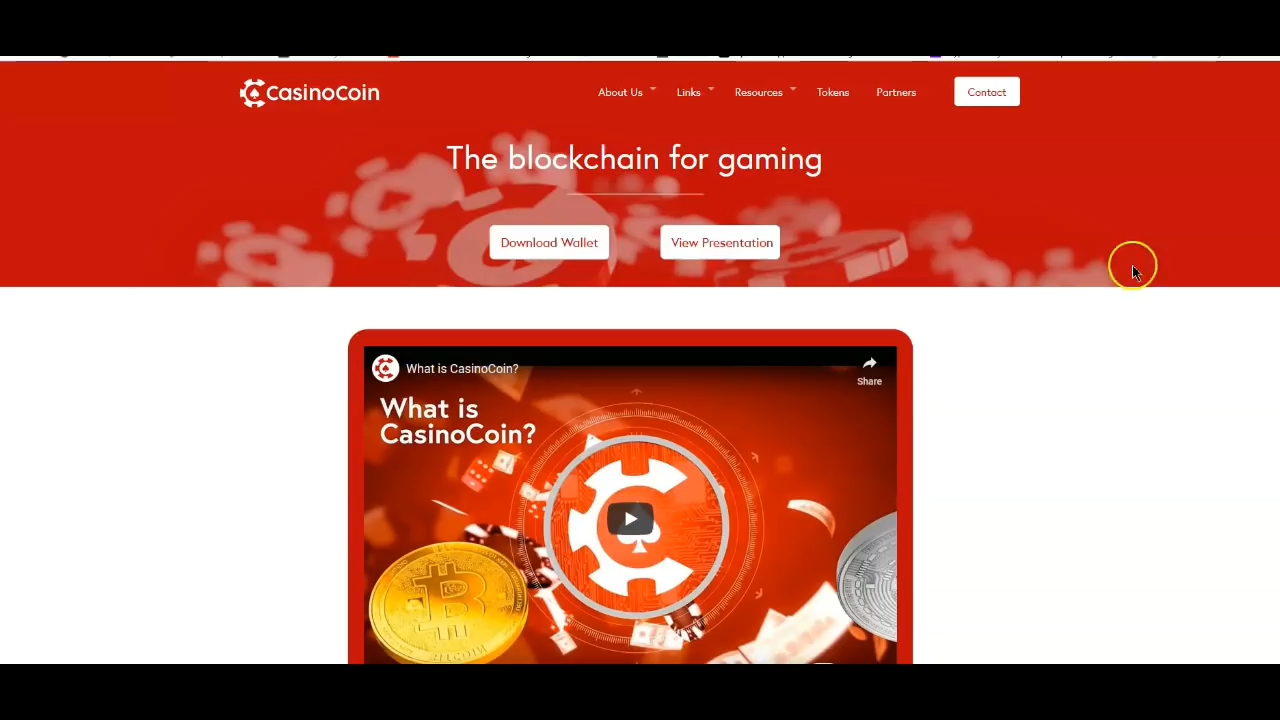 CasinoCoin
About Us Links Resources Tokens Partners Contact
The blockchain for gaming
Download Wallet View Presentation
What is CasinoCoin?
Share
What is
CasinoCoin?
BITCOIN